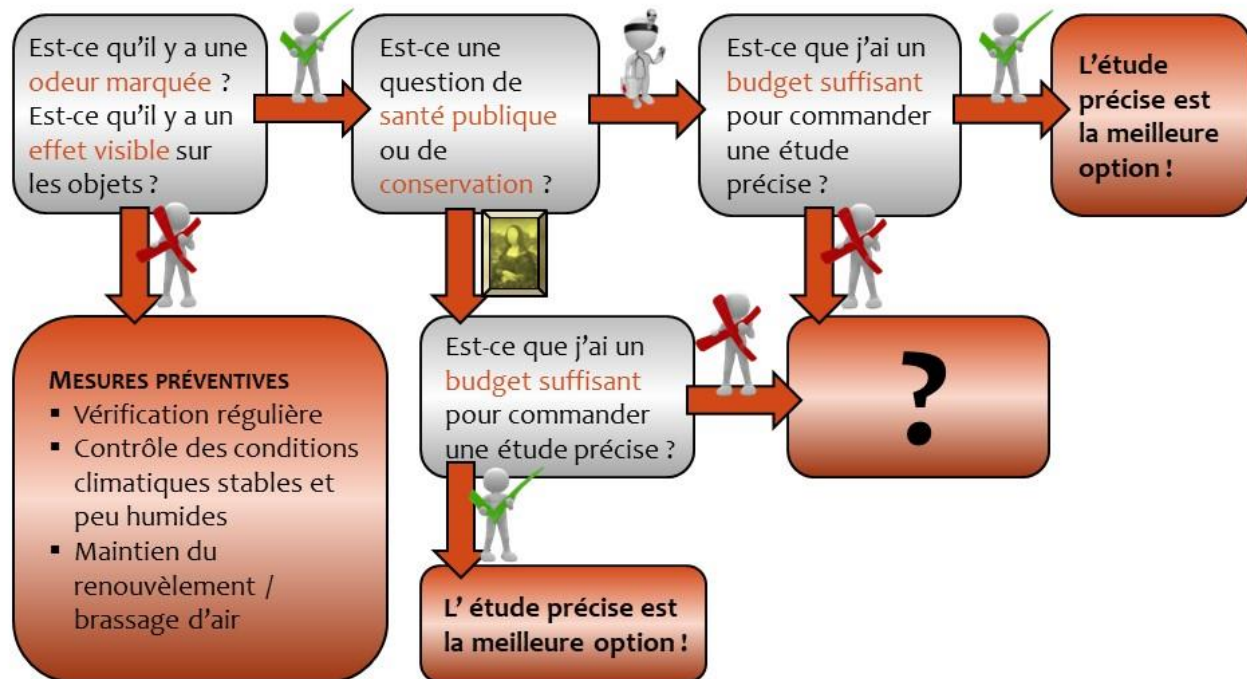 Est-ce qu'il y a une
odeur marquée ?
Est-ce qu'il y a un
effet visible sur
les objets ?
Est-ce une
question de
santé publique
ou de
conservation ?
Est-ce que j'ai un
budget suffisant
pour commander
une étude
précise ?
L'étude
précise est
la meilleure
option !
MESURES PRÉVENTIVES
▪ Vérification régulière
▪ Contrôle des conditions
climatiques stables et
peu humides
▪ Maintien du
renouvèlement /
brassage d'air
Est-ce que j'ai un
budget suffisant
pour commander
une étude précise ?
?
L' étude précise est
la meilleure option !